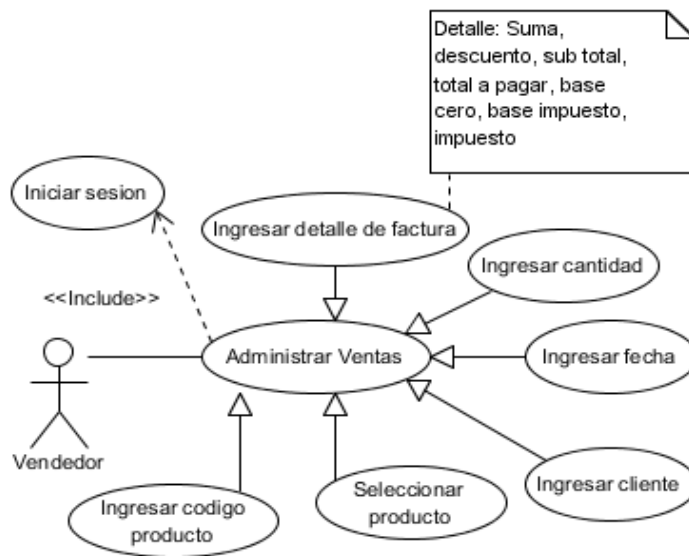 Detalle: Suma,
descuento, sub total,
total a pagar, base
cero, base impuesto,
impuesto
Iniciar sesion
Ingresar detalle de factura
Ingresar cantidad
<<Include>>
Administrar Ventas
Ingresar fecha
Vendedor
Ingresar codigo
producto
Seleccionar
producto
Ingresar cliente